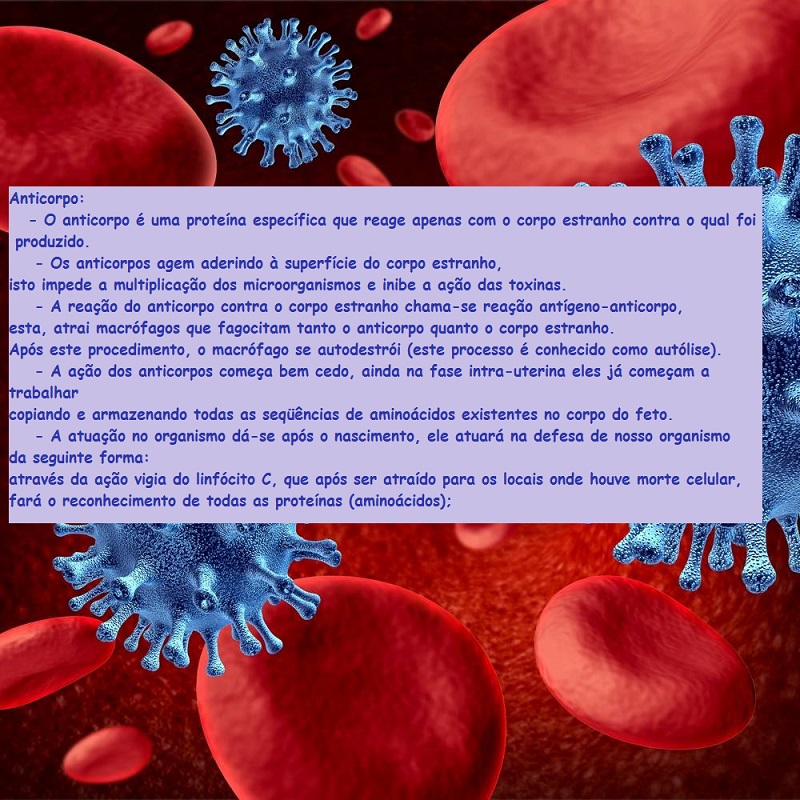 Anticorpo:
- O anticorpo é uma proteína específica que reage apenas com o corpo estranho contra o qual foi
produzido.
- Os anticorpos agem aderindo à superfície do corpo estranho,
isto impede a multiplicação dos microorganismos e inibe a ação das toxinas.
- A reação do anticorpo contra o corpo estranho chama-se reação antígeno-anticorpo,
esta, atrai macrófagos que fagocitam tanto o anticorpo quanto o corpo estranho.
Após este procedimento, o macrófago se autodestrói (este processo é conhecido como autólise).
- A ação dos anticorpos começa bem cedo, ainda na fase intra-uterina eles já começam a
trabalhar
copiando e armazenando todas as seqüências de aminoácidos existentes no corpo do feto.
- A atuação no organismo dá-se após o nascimento, ele atuará na defesa de nosso organismo
da seguinte forma:
através da ação vigia do linfócito C, que após ser atraído para os locais onde houve morte celular,
fará o reconhecimento de todas as proteínas (aminoácidos);